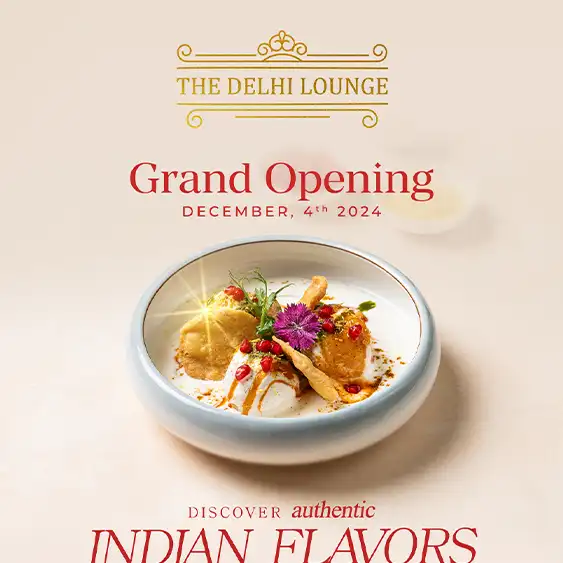 THE DELHI LOUNGE
Grand Opening
DECEMBER, 4th 2024
DISCOVER authentic
INDIAN FLAVORS